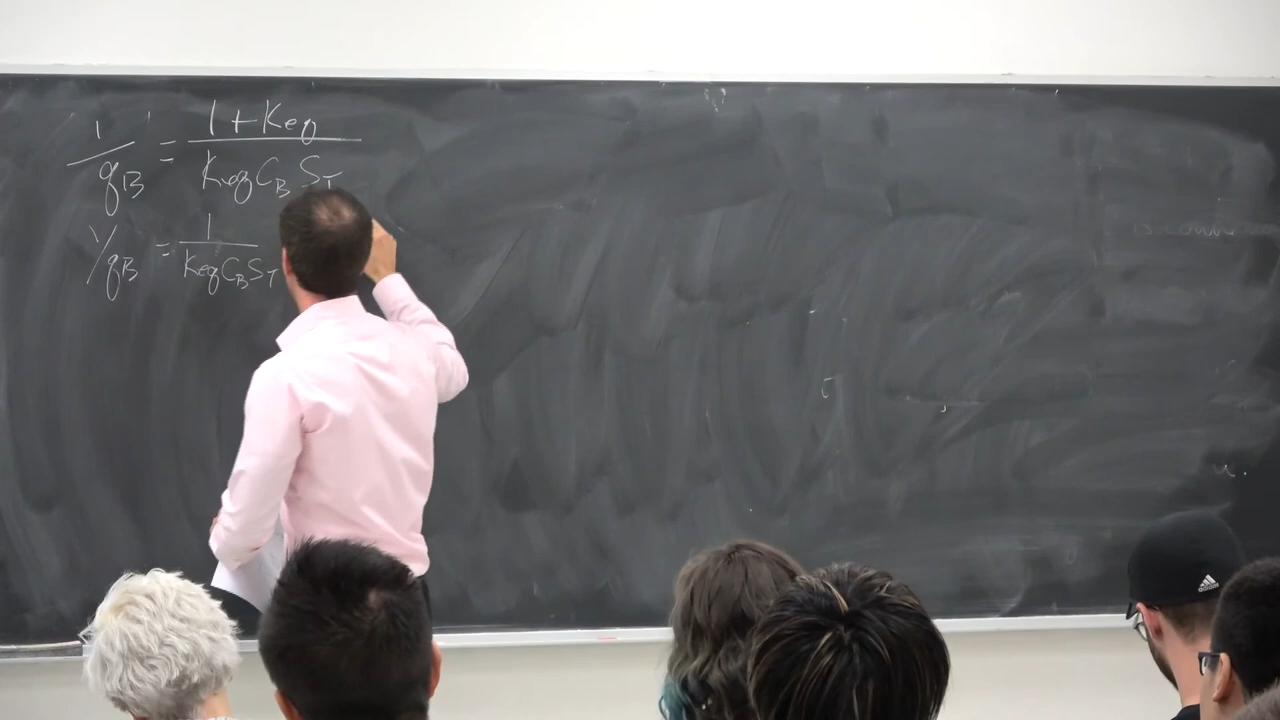 1/qB = 1 + Keq / Keq CB ST
1/qB = 1 / Keq CB ST